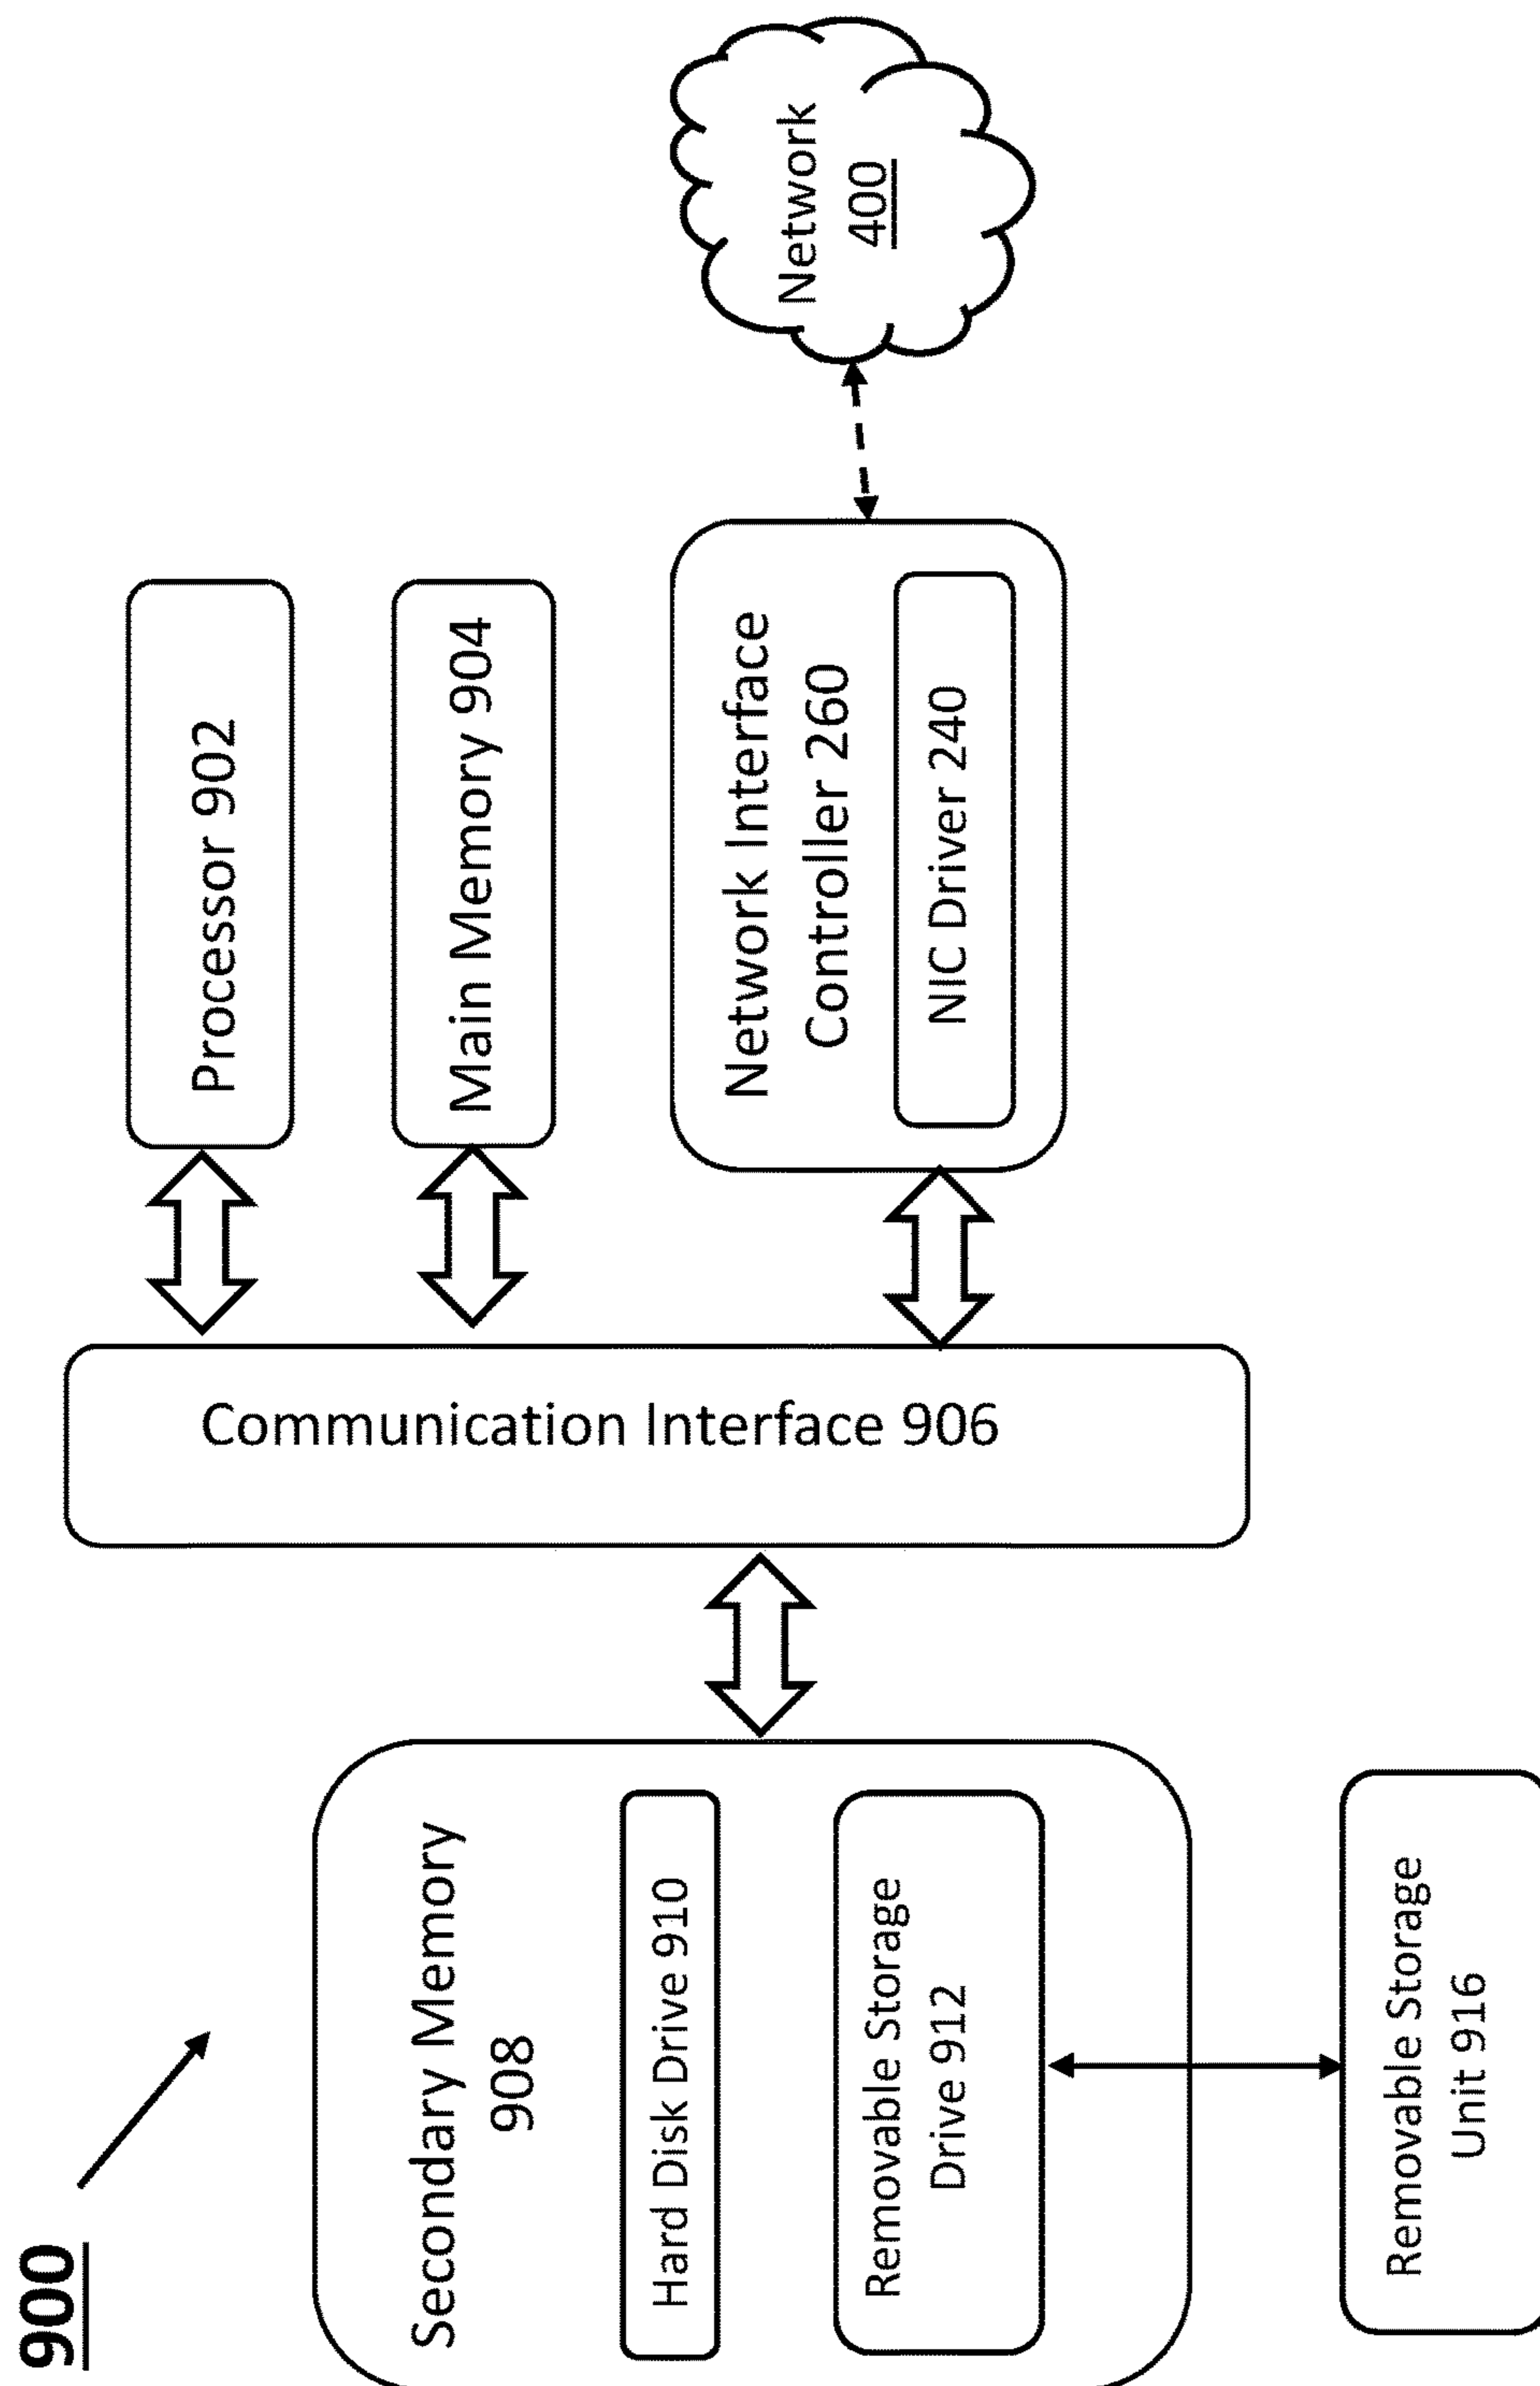 900
Secondary Memory
908
Hard Disk Drive 910
Removable Storage
Drive 912
Removable Storage
Unit 916
Communication Interface 906
Processor 902
Main Memory 904
Network Interface
Controller 260
NIC Driver 240
Network
400